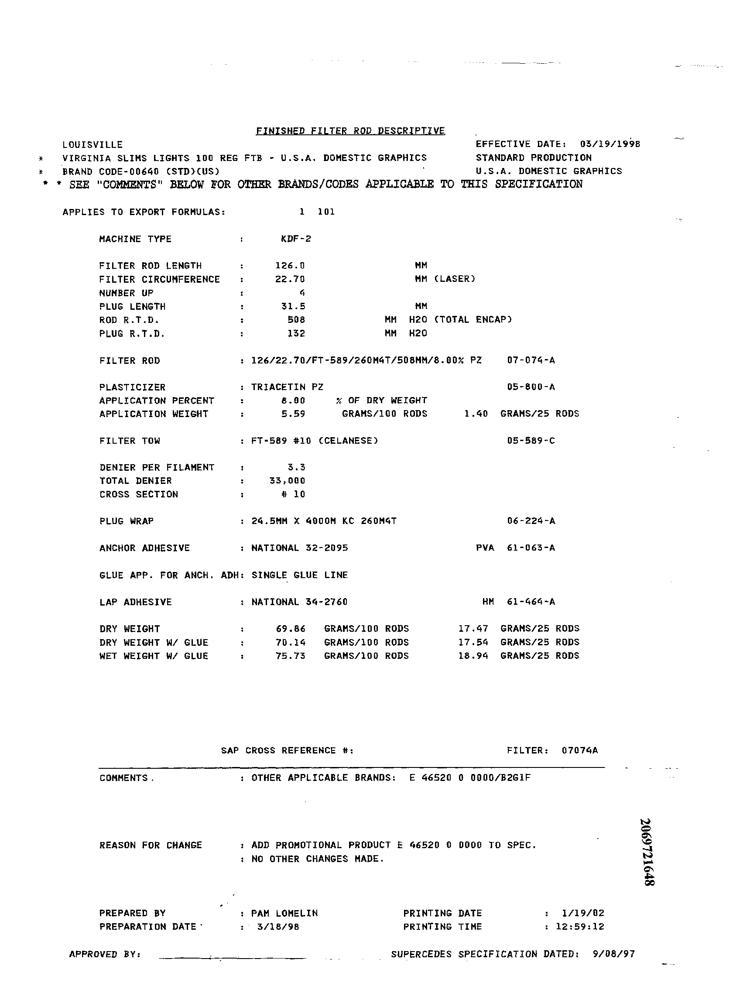 FINISHED FILTER ROD DESCRIPTIVE
LOUISVILLE EFFECTIVE DATE: 03/19/1998
* VIRGINIA SLIMS LIGHTS 100 REG FTB - U.S.A. DOMESTIC GRAPHICS STANDARD PRODUCTION
* BRAND CODE-00640 (STD)(US) U.S.A. DOMESTIC GRAPHICS
* * SEE "COMMENTS" BELOW FOR OTHER BRANDS/CODES APPLICABLE TO THIS SPECIFICATION
APPLIES TO EXPORT FORMULAS: 1 101
MACHINE TYPE : KDF-2
FILTER ROD LENGTH : 126.0 MM
FILTER CIRCUMFERENCE : 22.70 MM (LASER)
NUMBER UP : 4
PLUG LENGTH : 31.5 MM
ROD R.T.D. : 508 MM H2O (TOTAL ENCAP)
PLUG R.T.D. : 132 MM H2O
FILTER ROD : 126/22.70/FT-589/260M4T/508MM/8.00% PZ 07-074-A
PLASTICIZER : TRIACETIN PZ 05-800-A
APPLICATION PERCENT : 8.00 % OF DRY WEIGHT
APPLICATION WEIGHT : 5.59 GRAMS/100 RODS 1.40 GRAMS/25 RODS
FILTER TOW : FT-589 #10 (CELANESE) 05-589-C
DENIER PER FILAMENT : 3.3
TOTAL DENIER : 33,000
CROSS SECTION : # 10
PLUG WRAP : 24.5MM X 4000M KC 260M4T 06-224-A
ANCHOR ADHESIVE : NATIONAL 32-2095 PVA 61-063-A
GLUE APP. FOR ANCH. ADH: SINGLE GLUE LINE
LAP ADHESIVE : NATIONAL 34-2760 HM 61-464-A
DRY WEIGHT : 69.86 GRAMS/100 RODS 17.47 GRAMS/25 RODS
DRY WEIGHT W/ GLUE : 70.14 GRAMS/100 RODS 17.54 GRAMS/25 RODS
WET WEIGHT W/ GLUE : 75.73 GRAMS/100 RODS 18.94 GRAMS/25 RODS
SAP CROSS REFERENCE #: FILTER: 07074A
COMMENTS : OTHER APPLICABLE BRANDS: E 46520 0 0000/B2G1F
REASON FOR CHANGE : ADD PROMOTIONAL PRODUCT E 46520 0 0000 TO SPEC.
: NO OTHER CHANGES MADE.
2069721648
PREPARED BY : PAM LOMELIN PRINTING DATE : 1/19/02
PREPARATION DATE : 3/18/98 PRINTING TIME : 12:59:12
APPROVED BY: SUPERCEDES SPECIFICATION DATED: 9/08/97